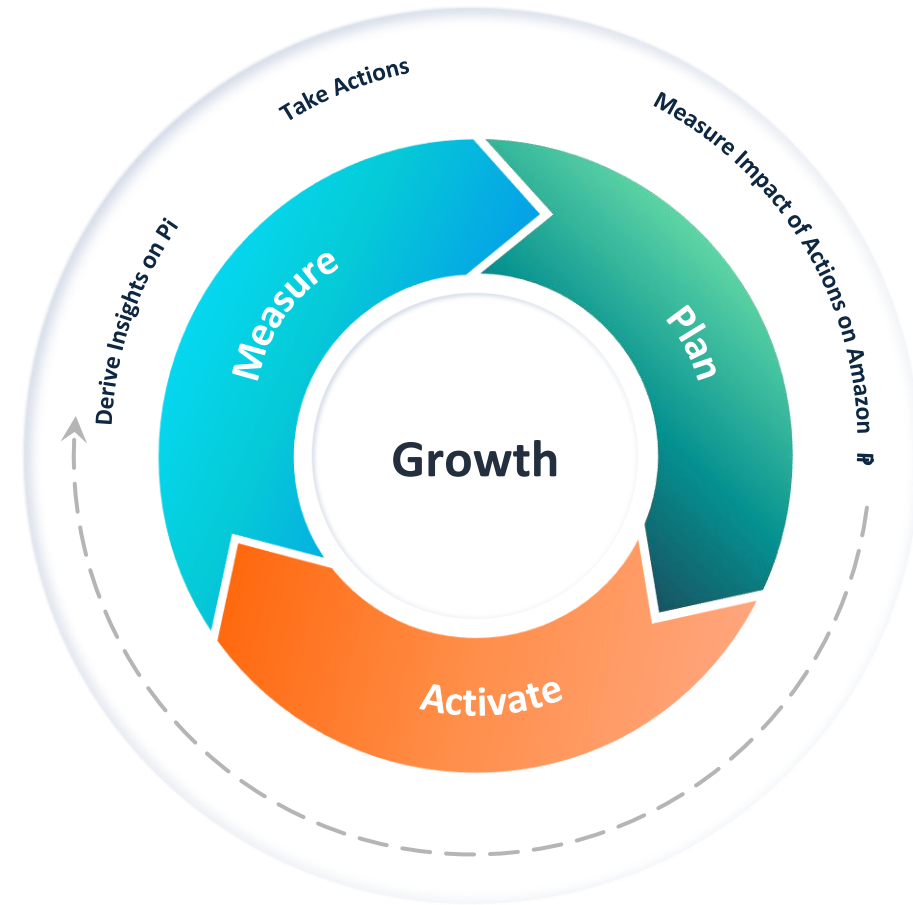 Take Actions
Measure Impact of Actions on Amazon
Derive Insights on Pi
Measure
Plan
Growth
Activate